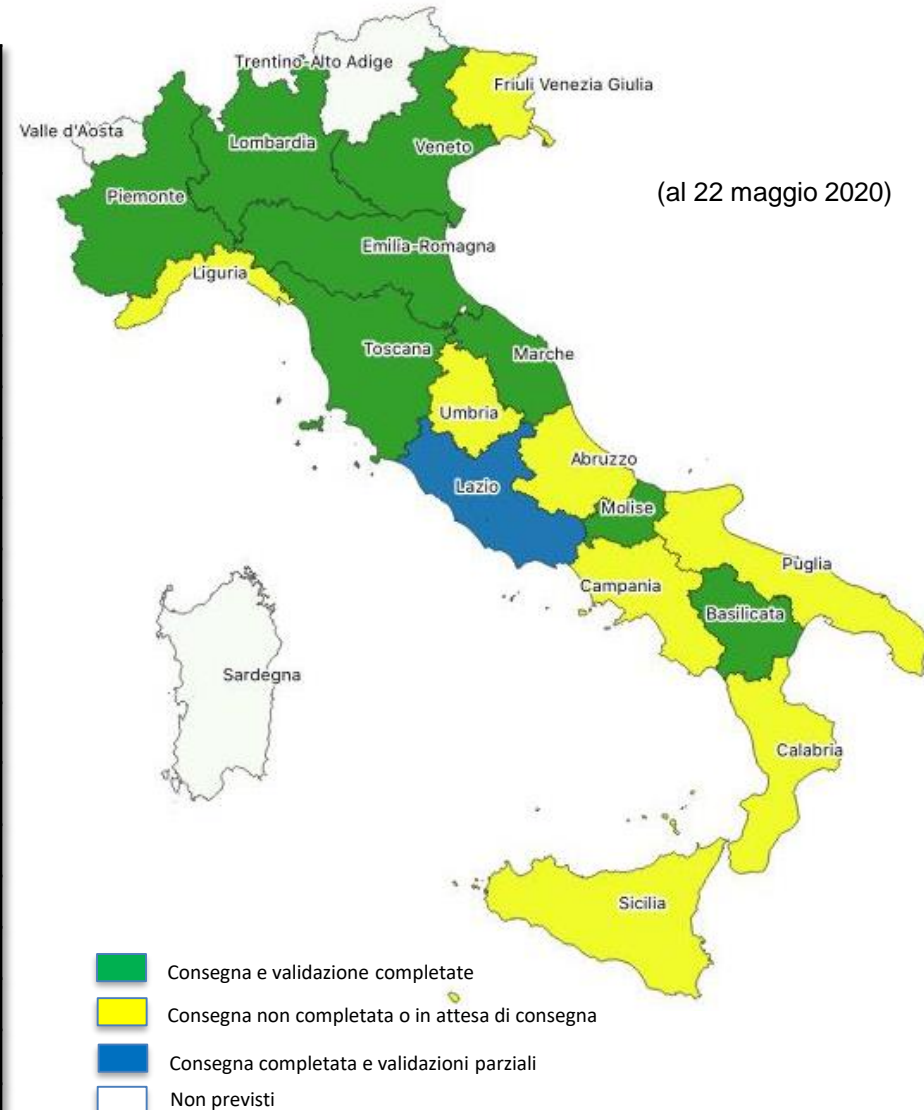 Trentino-Alto Adige
Friuli Venezia Giulia
Valle d'Aosta
Lombardia
Veneto
Piemonte
(al 22 maggio 2020)
Emilia-Romagna
Liguria
Toscana
Marche
Umbria
Abruzzo
Lazio
Molise
Puglia
Campania
Basilicata
Sardegna
Calabria
Sicilia
Consegna e validazione completate
Consegna non completata o in attesa di consegna
Consegna completata e validazioni parziali
Non previsti